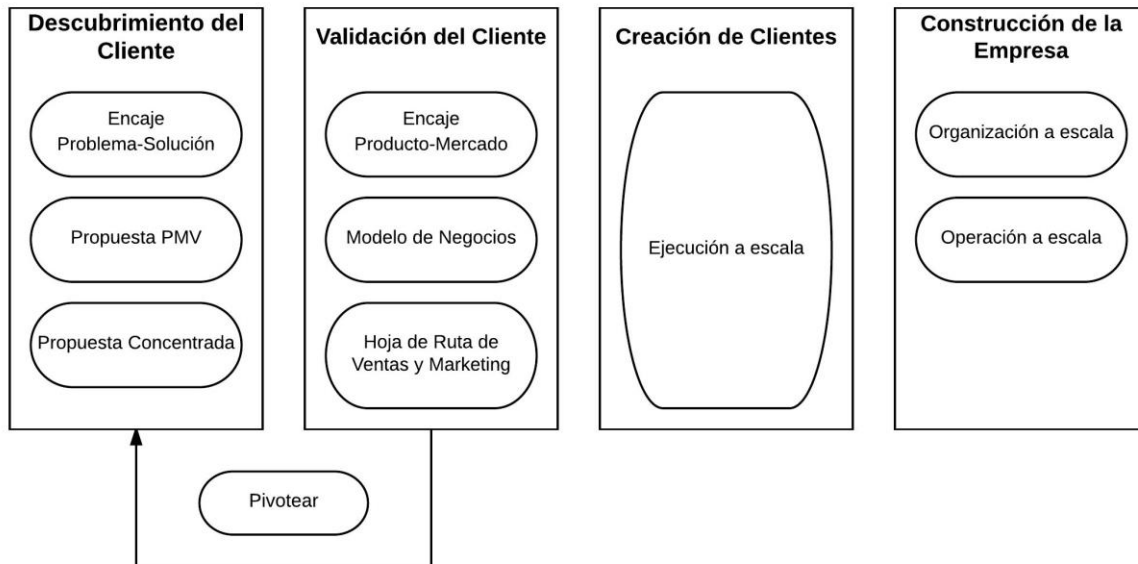 Descubrimiento del
Cliente
Encaje
Problema-Solución
Propuesta PMV
Propuesta Concentrada
Validación del Cliente
Encaje
Producto-Mercado
Modelo de Negocios
Hoja de Ruta de
Ventas y Marketing
Creación de Clientes
Ejecución a escala
Construcción de la
Empresa
Organización a escala
Operación a escala
Pivotear